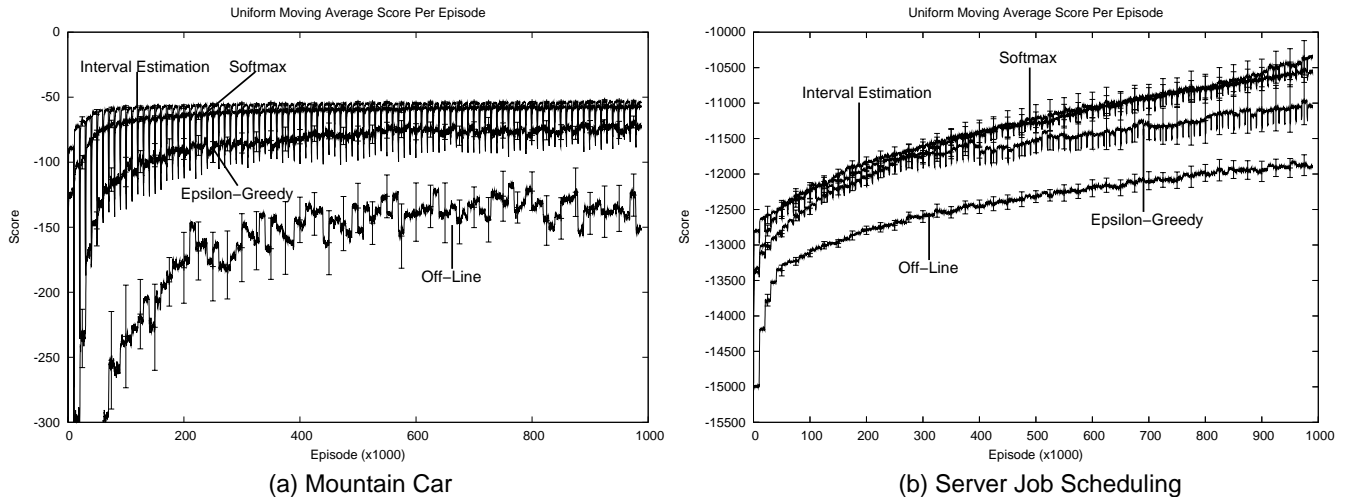 Uniform Moving Average Score Per Episode
0
-50
-100
-150
-200
-250
-300
Score
Interval Estimation
Softmax
Epsilon-Greedy
Off-Line
0
200
400
600
800
1000
Episode (x1000)
(a) Mountain Car
Uniform Moving Average Score Per Episode
-10000
-10500
-11000
-11500
-12000
-12500
-13000
-13500
-14000
-14500
-15000
-15500
Score
Softmax
Interval Estimation
Epsilon-Greedy
Off-Line
0
100
200
300
400
500
600
700
800
900
1000
Episode (x1000)
(b) Server Job Scheduling